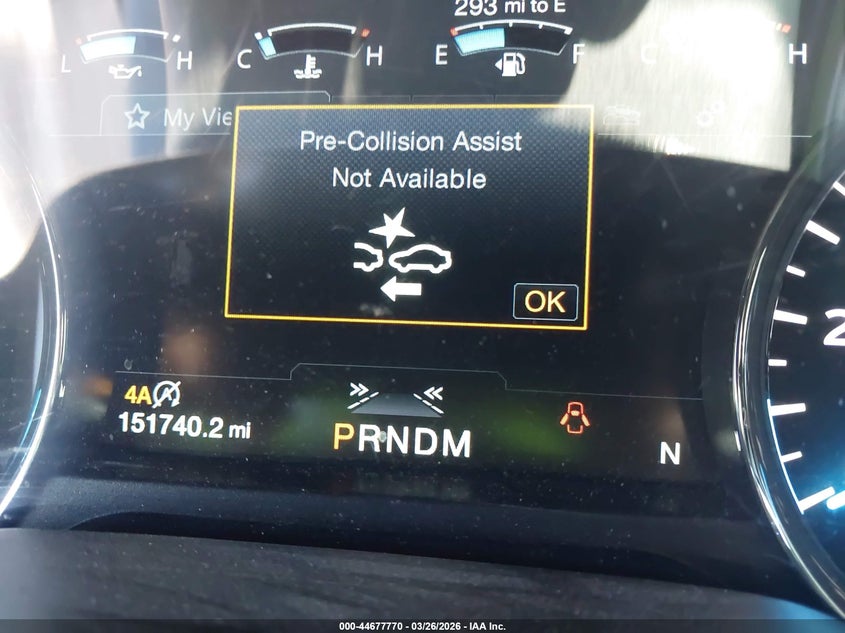 293 mi to E
L H C H E F C H
My Vie
Pre-Collision Assist
Not Available
OK
4A
151740.2 mi
PRNDM
N
2
000-44677770 - 03/26/2026 - IAA Inc.